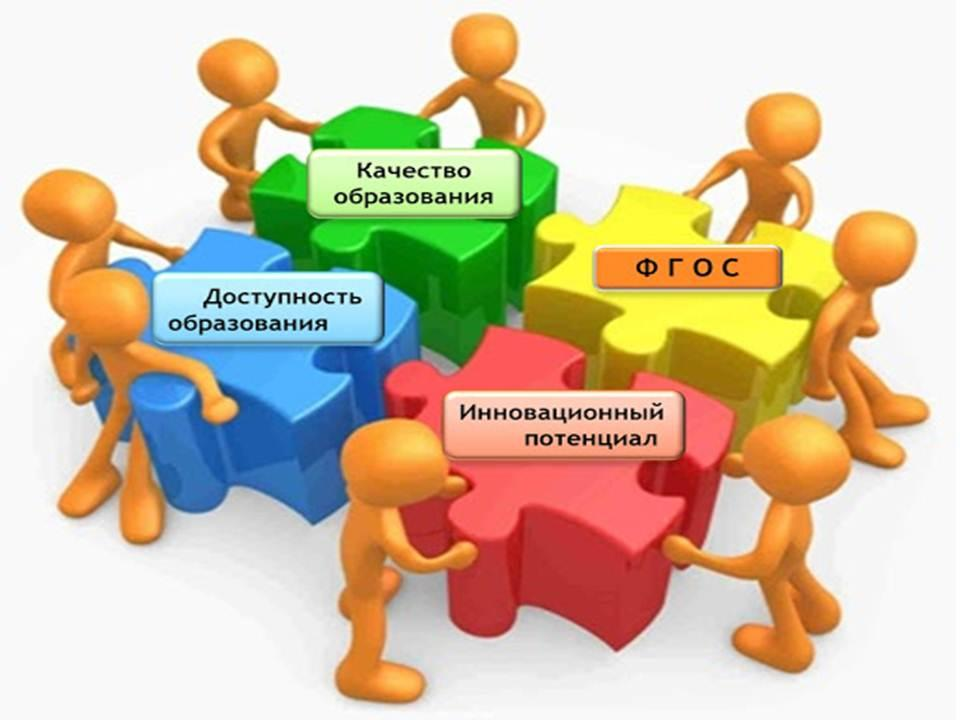 Качество
образования
Ф Г О С
Доступность
образования
Инновационный
потенциал